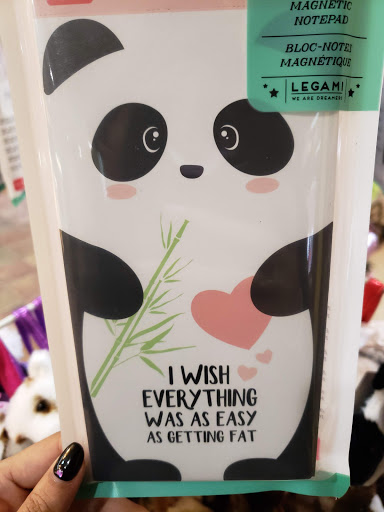 MAGNETIC
NOTEPAD
BLOC-NOTES
MAGNÉTIQUE
LEGAMI
WE ARE DREAMERS
I WISH
EVERYTHING
WAS AS EASY
AS GETTING FAT